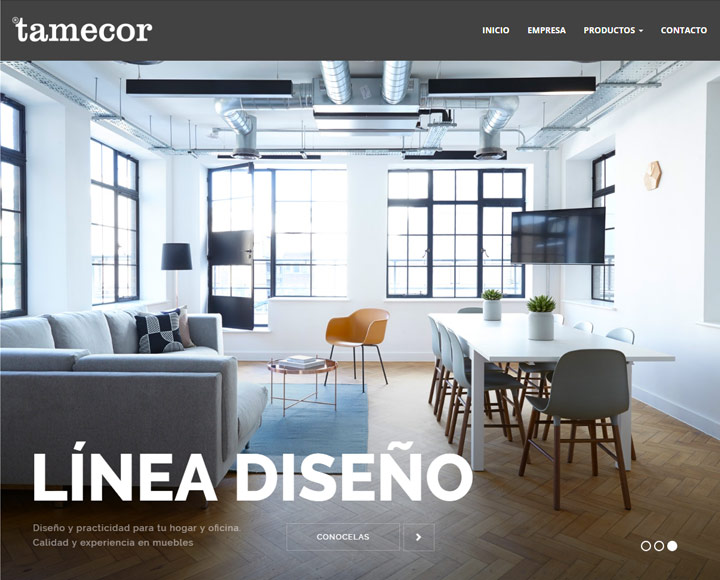 ®tamecor
INICIO EMPRESA PRODUCTOS CONTACTO
LÍNEA DISEÑO
Diseño y practicidad para tu hogar y oficina.
Calidad y experiencia en muebles
CONOCELAS